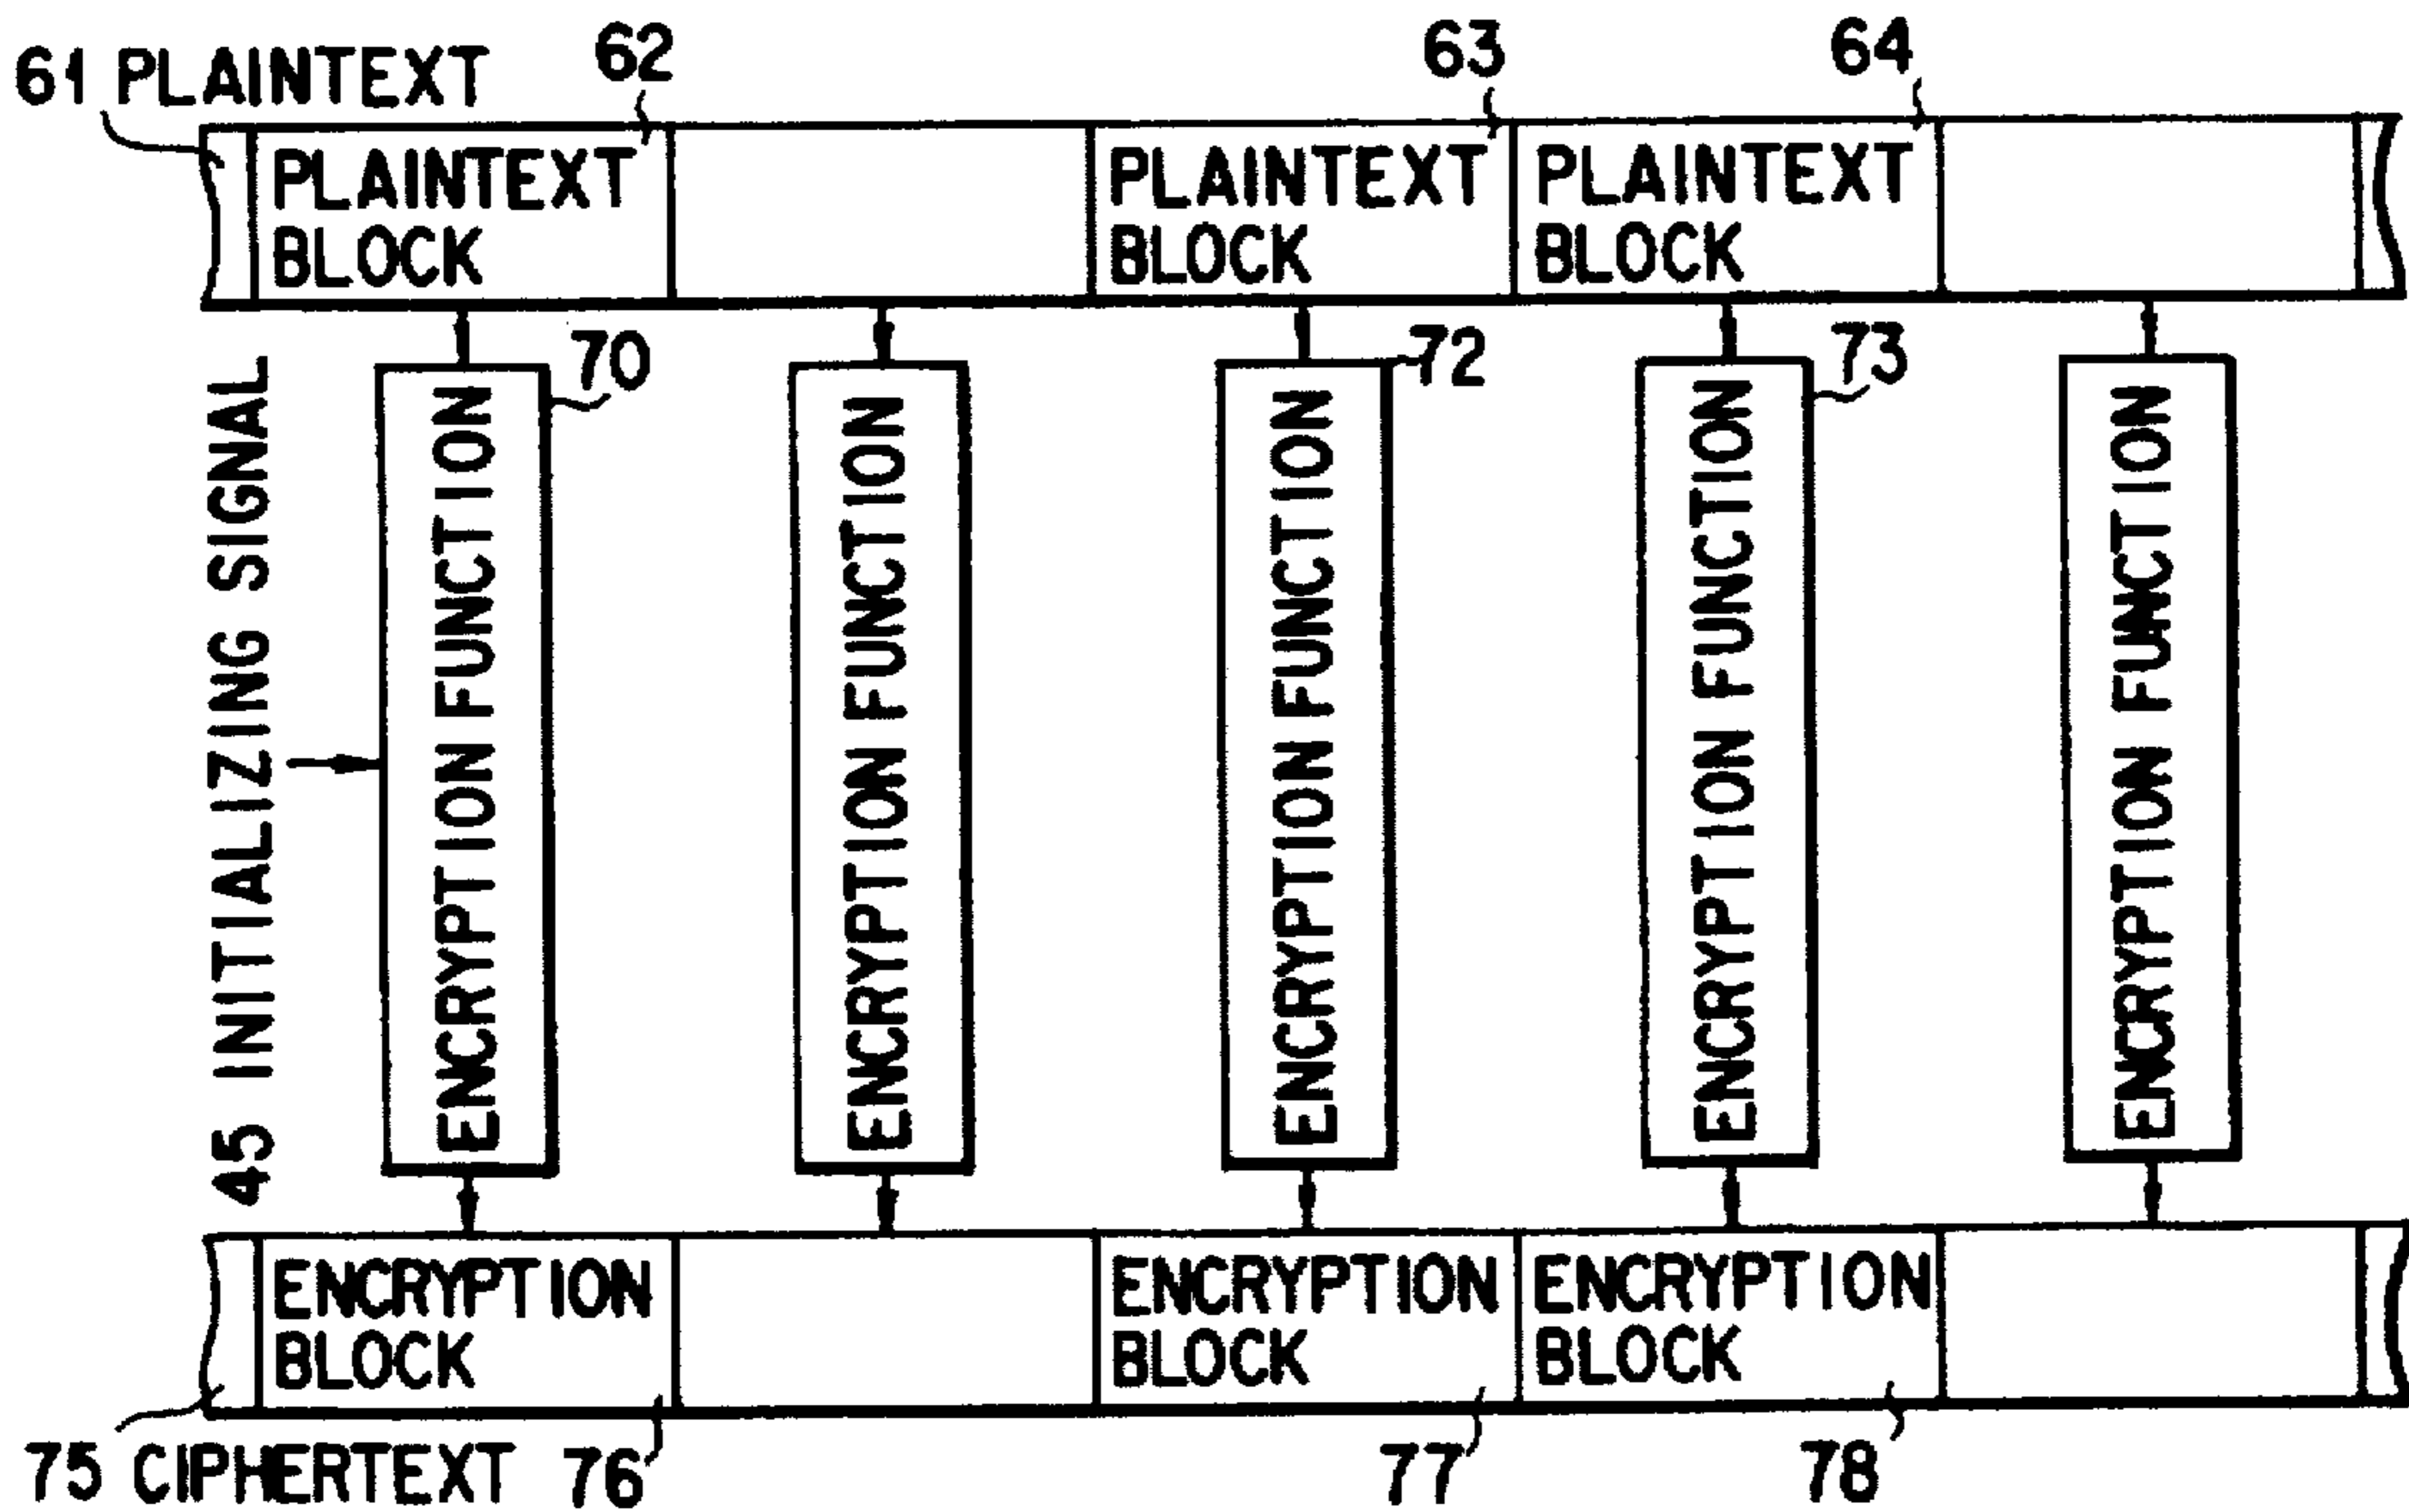 61 PLAINTEXT
62
63
64
PLAINTEXT
BLOCK
PLAINTEXT
BLOCK
PLAINTEXT
BLOCK
45 INITIALIZING SIGNAL
70
72
73
ENCRYPTION FUNCTION
ENCRYPTION FUNCTION
ENCRYPTION FUNCTION
ENCRYPTION FUNCTION
ENCRYPTION FUNCTION
ENCRYPTION
BLOCK
ENCRYPTION
BLOCK
ENCRYPTION
BLOCK
75 CIPHERTEXT
76
77
78